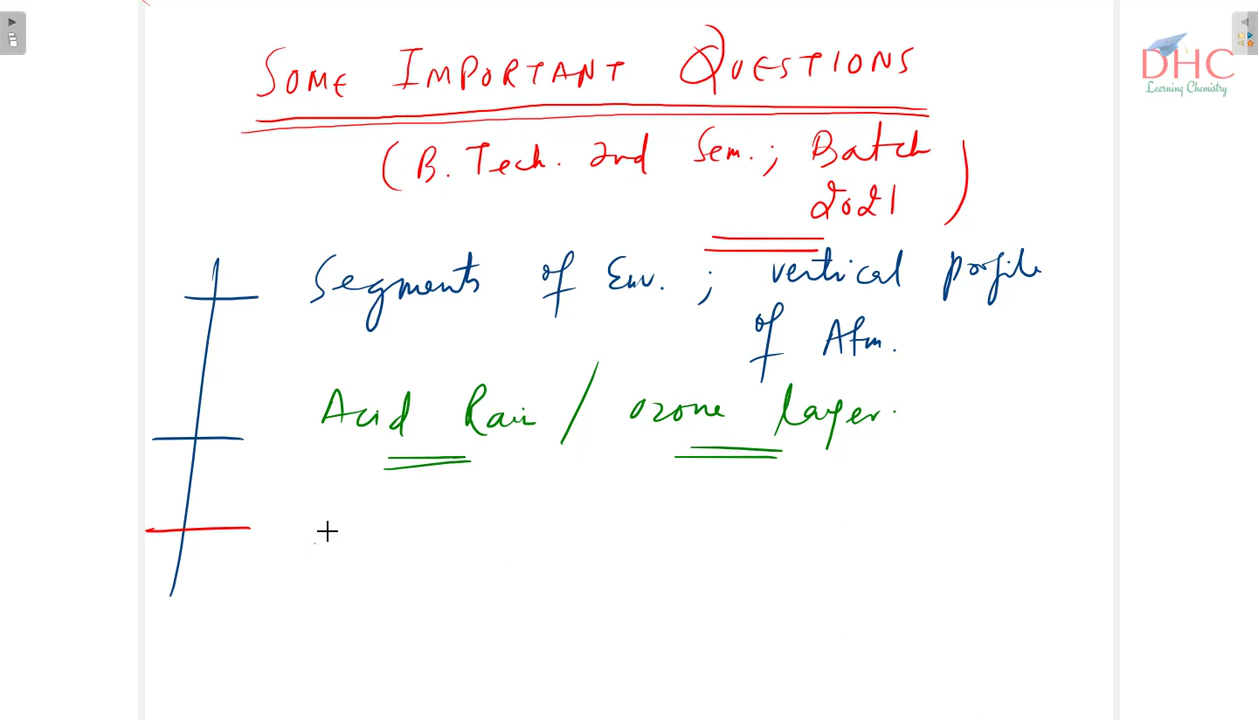 SOME IMPORTANT QUESTIONS
(B. Tech. 2nd Sem.; Batch
2021)
Segments of Env. ; vertical profile
of Atm.
Acid Rain / ozone layer.
DHC
Learning Chemistry